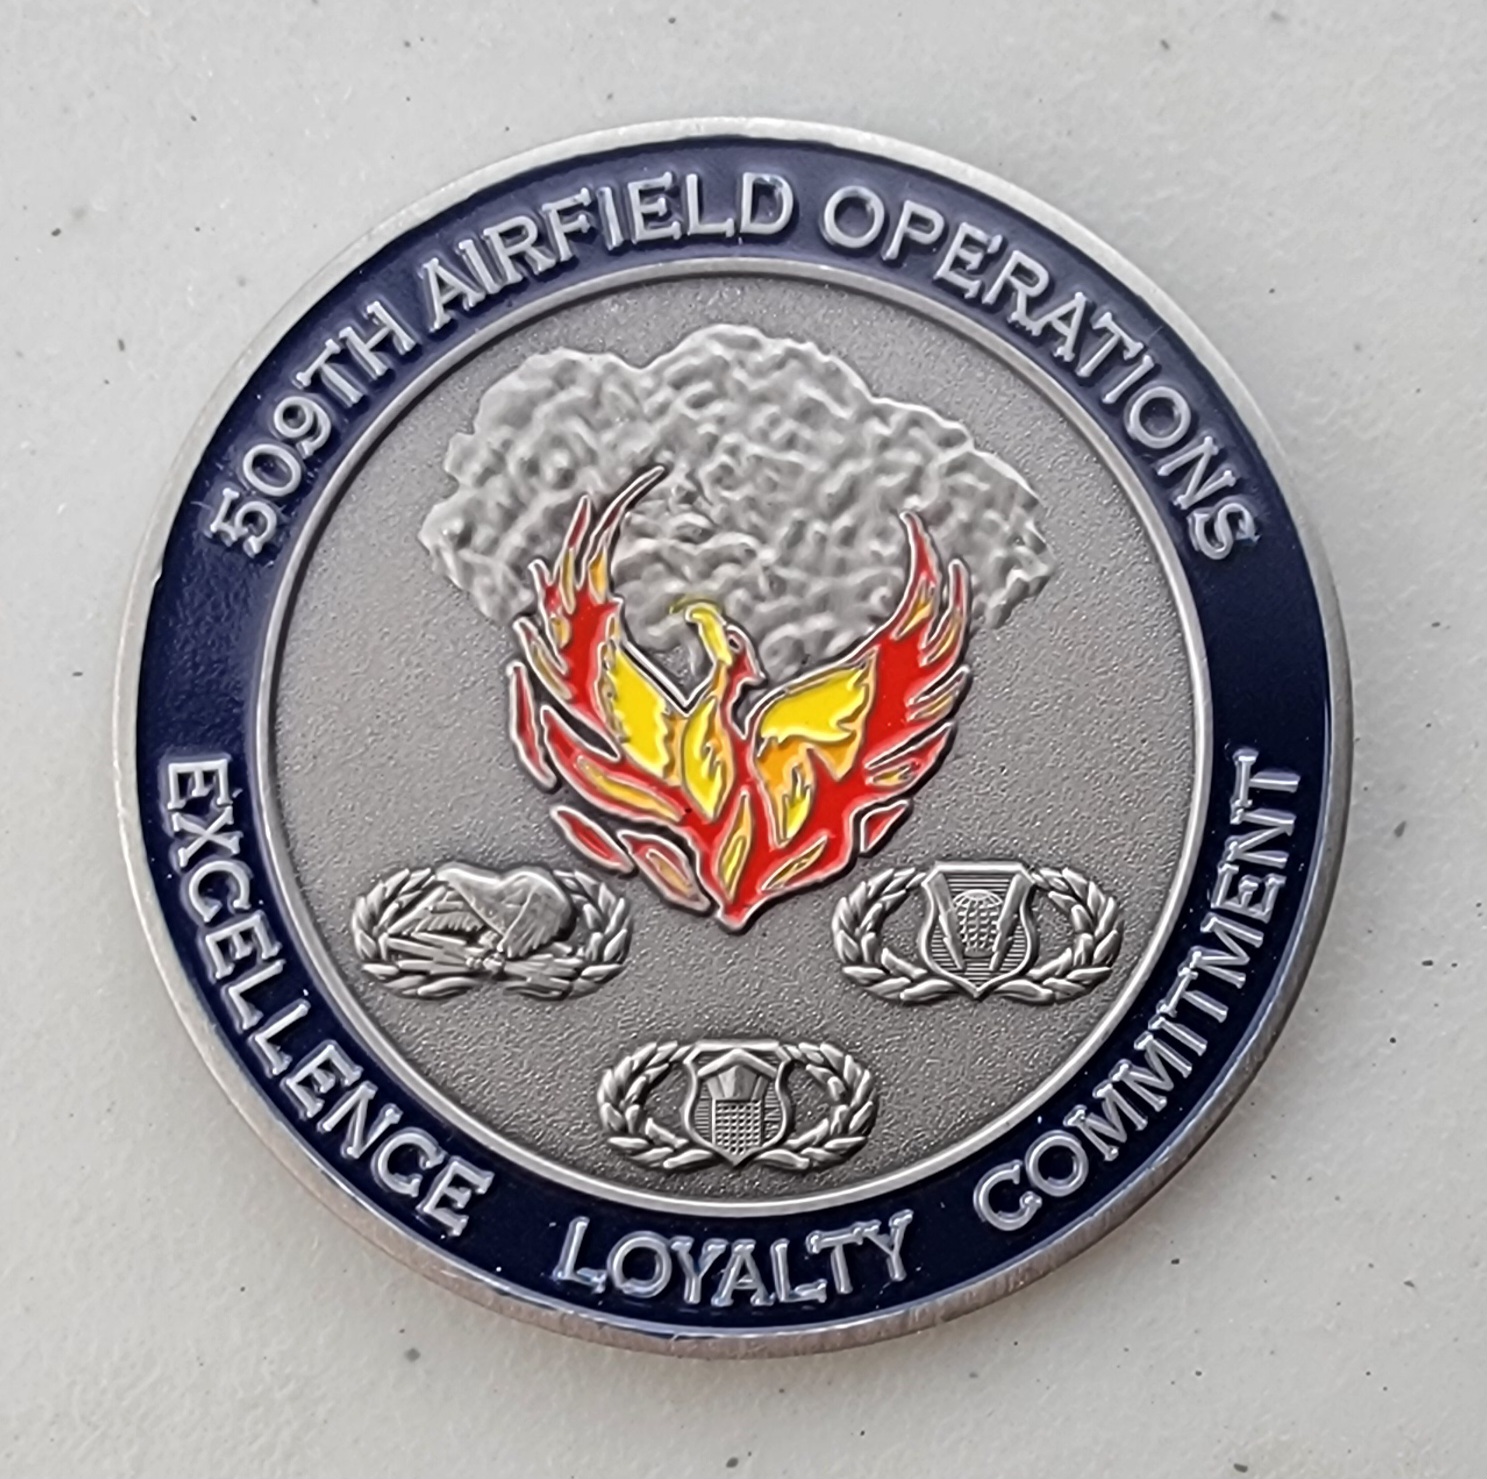 509TH AIRFIELD OPERATIONS
EXCELLENCE LOYALTY COMMITMENT